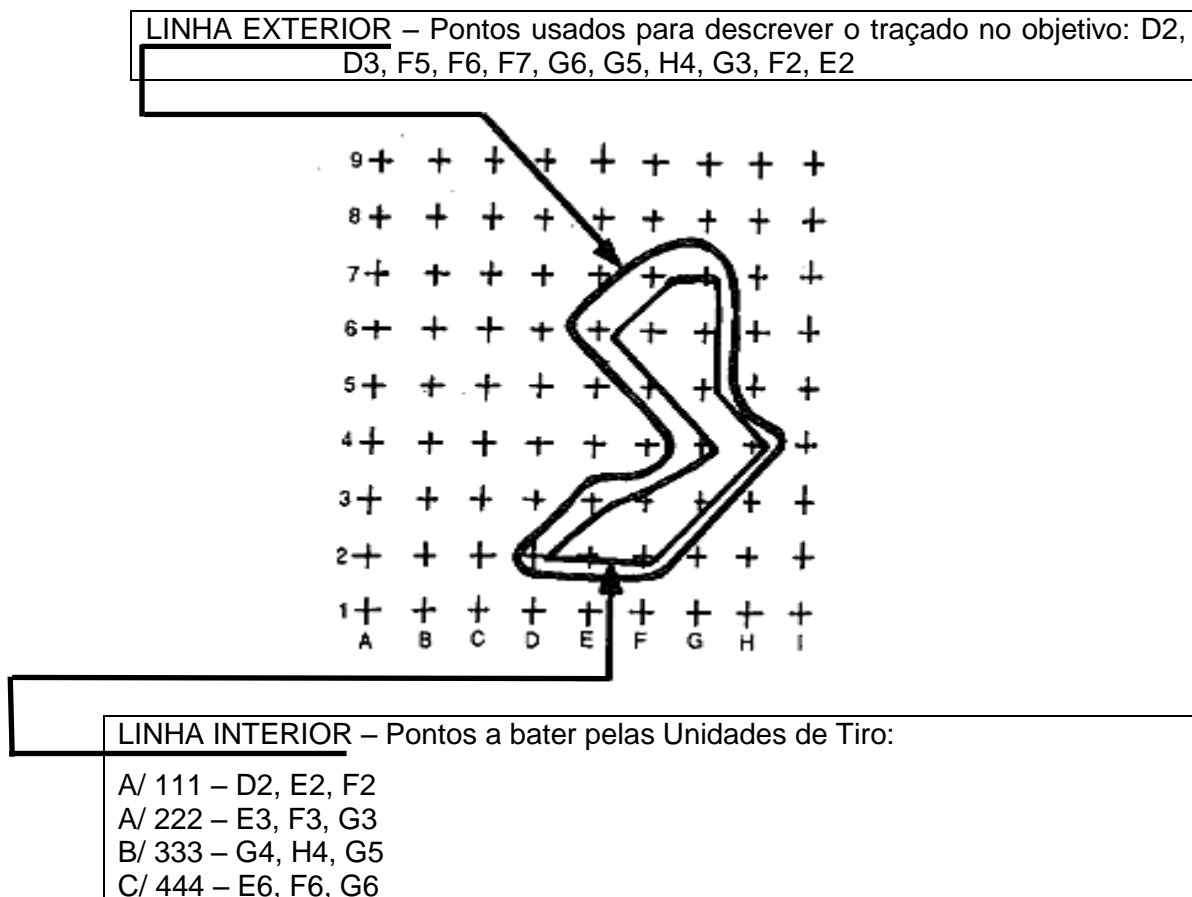 LINHA EXTERIOR – Pontos usados para descrever o traçado no objetivo: D2,
D3, F5, F6, F7, G6, G5, H4, G3, F2, E2
9
8
7
6
5
4
3
2
1
A B C D E F G H I
LINHA INTERIOR – Pontos a bater pelas Unidades de Tiro:
A/ 111 – D2, E2, F2
A/ 222 – E3, F3, G3
B/ 333 – G4, H4, G5
C/ 444 – E6, F6, G6